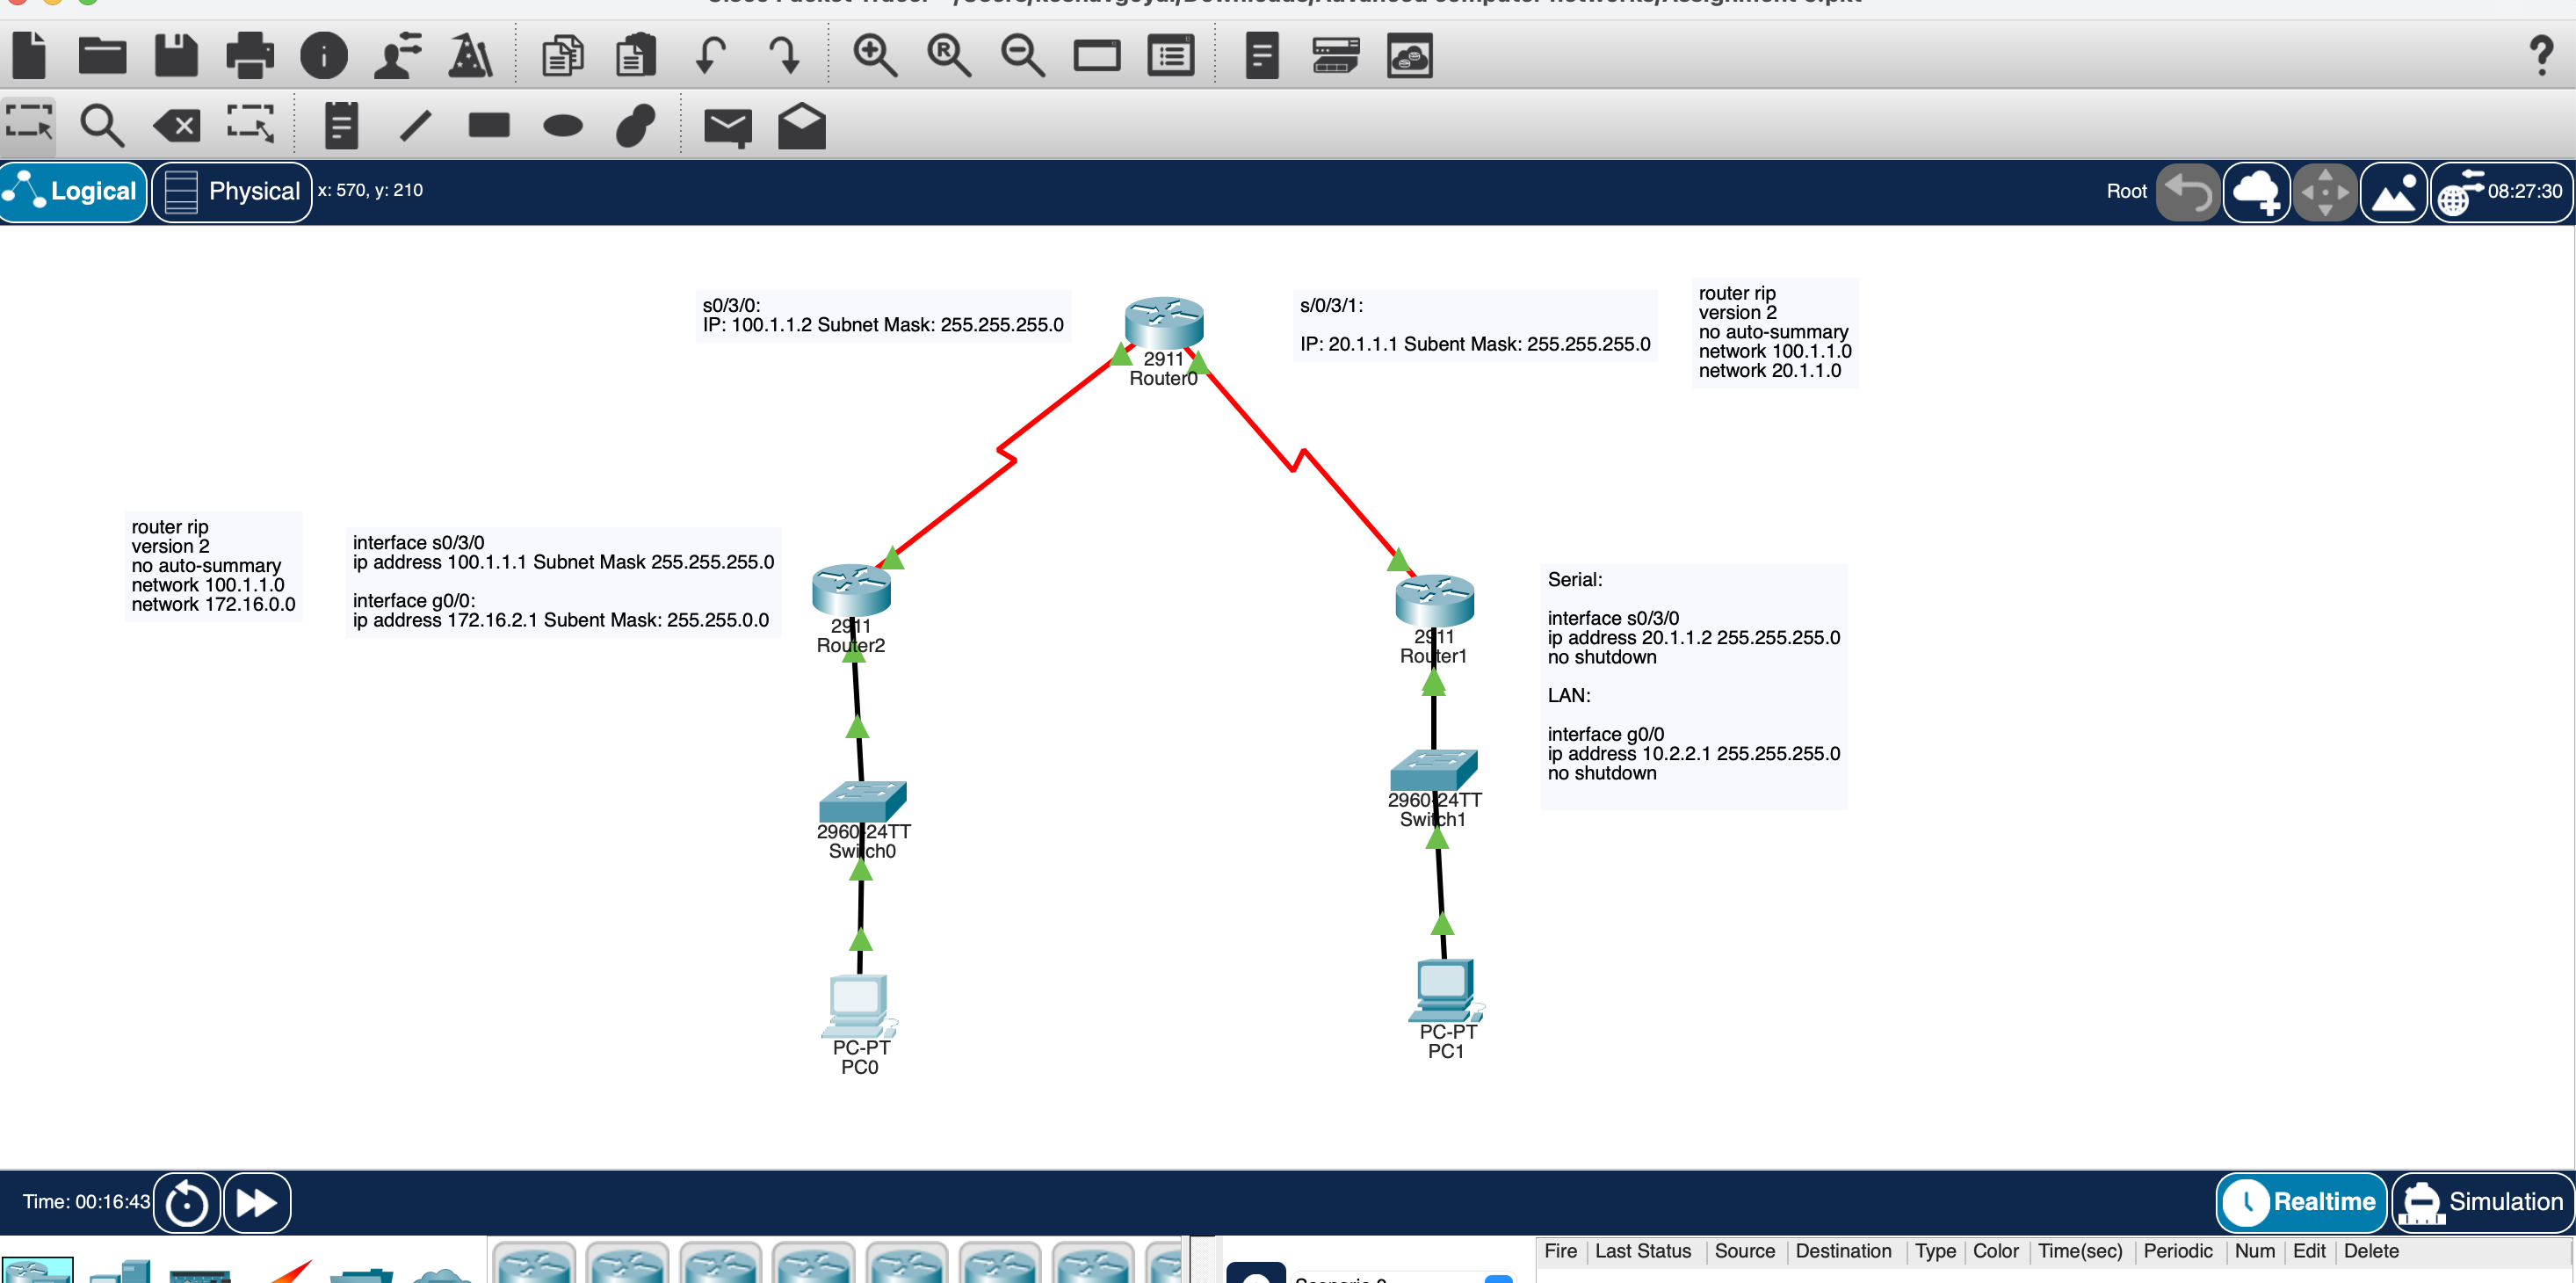 Logical
Physical
x: 570, y: 210
Root
08:27:30
s0/3/0:
IP: 100.1.1.2 Subnet Mask: 255.255.255.0
2911
Router0
s/0/3/1:
IP: 20.1.1.1 Subent Mask: 255.255.255.0
router rip
version 2
no auto-summary
network 100.1.1.0
network 20.1.1.0
router rip
version 2
no auto-summary
network 100.1.1.0
network 172.16.0.0
interface s0/3/0
ip address 100.1.1.1 Subnet Mask 255.255.255.0
interface g0/0:
ip address 172.16.2.1 Subent Mask: 255.255.0.0
2911
Router2
2911
Router1
Serial:
interface s0/3/0
ip address 20.1.1.2 255.255.255.0
no shutdown
LAN:
interface g0/0
ip address 10.2.2.1 255.255.255.0
no shutdown
2960-24TT
Switch0
2960-24TT
Switch1
PC-PT
PC0
PC-PT
PC1
Time: 00:16:43
Realtime
Simulation
Fire Last Status Source Destination Type Color Time(sec) Periodic Num Edit Delete